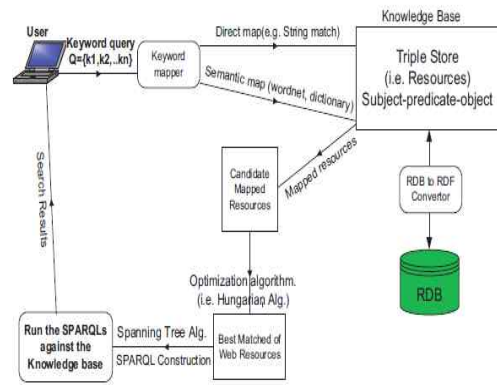 Knowledge Base
User
Keyword query
Q={k1,k2,..kn}
Keyword
mapper
Direct map(e.g. String match)
Semantic map (wordnet, dictionary)
Triple Store
(i.e. Resources)
Subject-predicate-object
Mapped resources
Candidate
Mapped
Resources
RDB to RDF
Convertor
RDB
Search Results
Optimization algorithm.
(i.e. Hungarian Alg.)
Best Matched of
Web Resources
Spanning Tree Alg.
SPARQL Construction
Run the SPARQLs
against the
Knowledge base